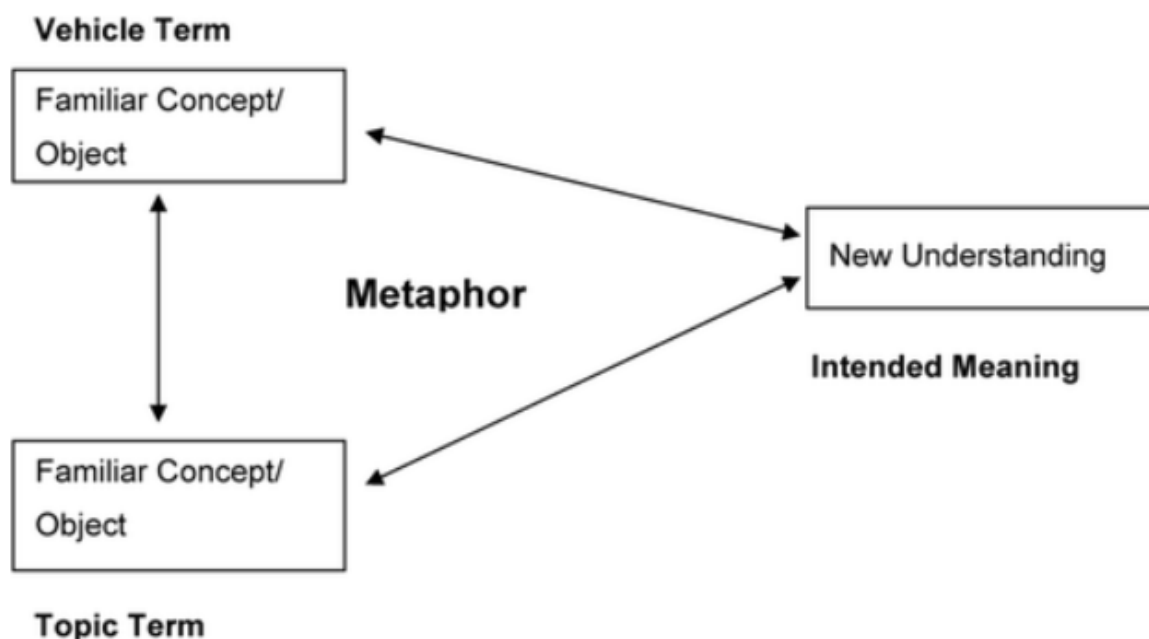 Vehicle Term
Familiar Concept/
Object
New Understanding
Metaphor
Intended Meaning
Familiar Concept/
Object
Topic Term